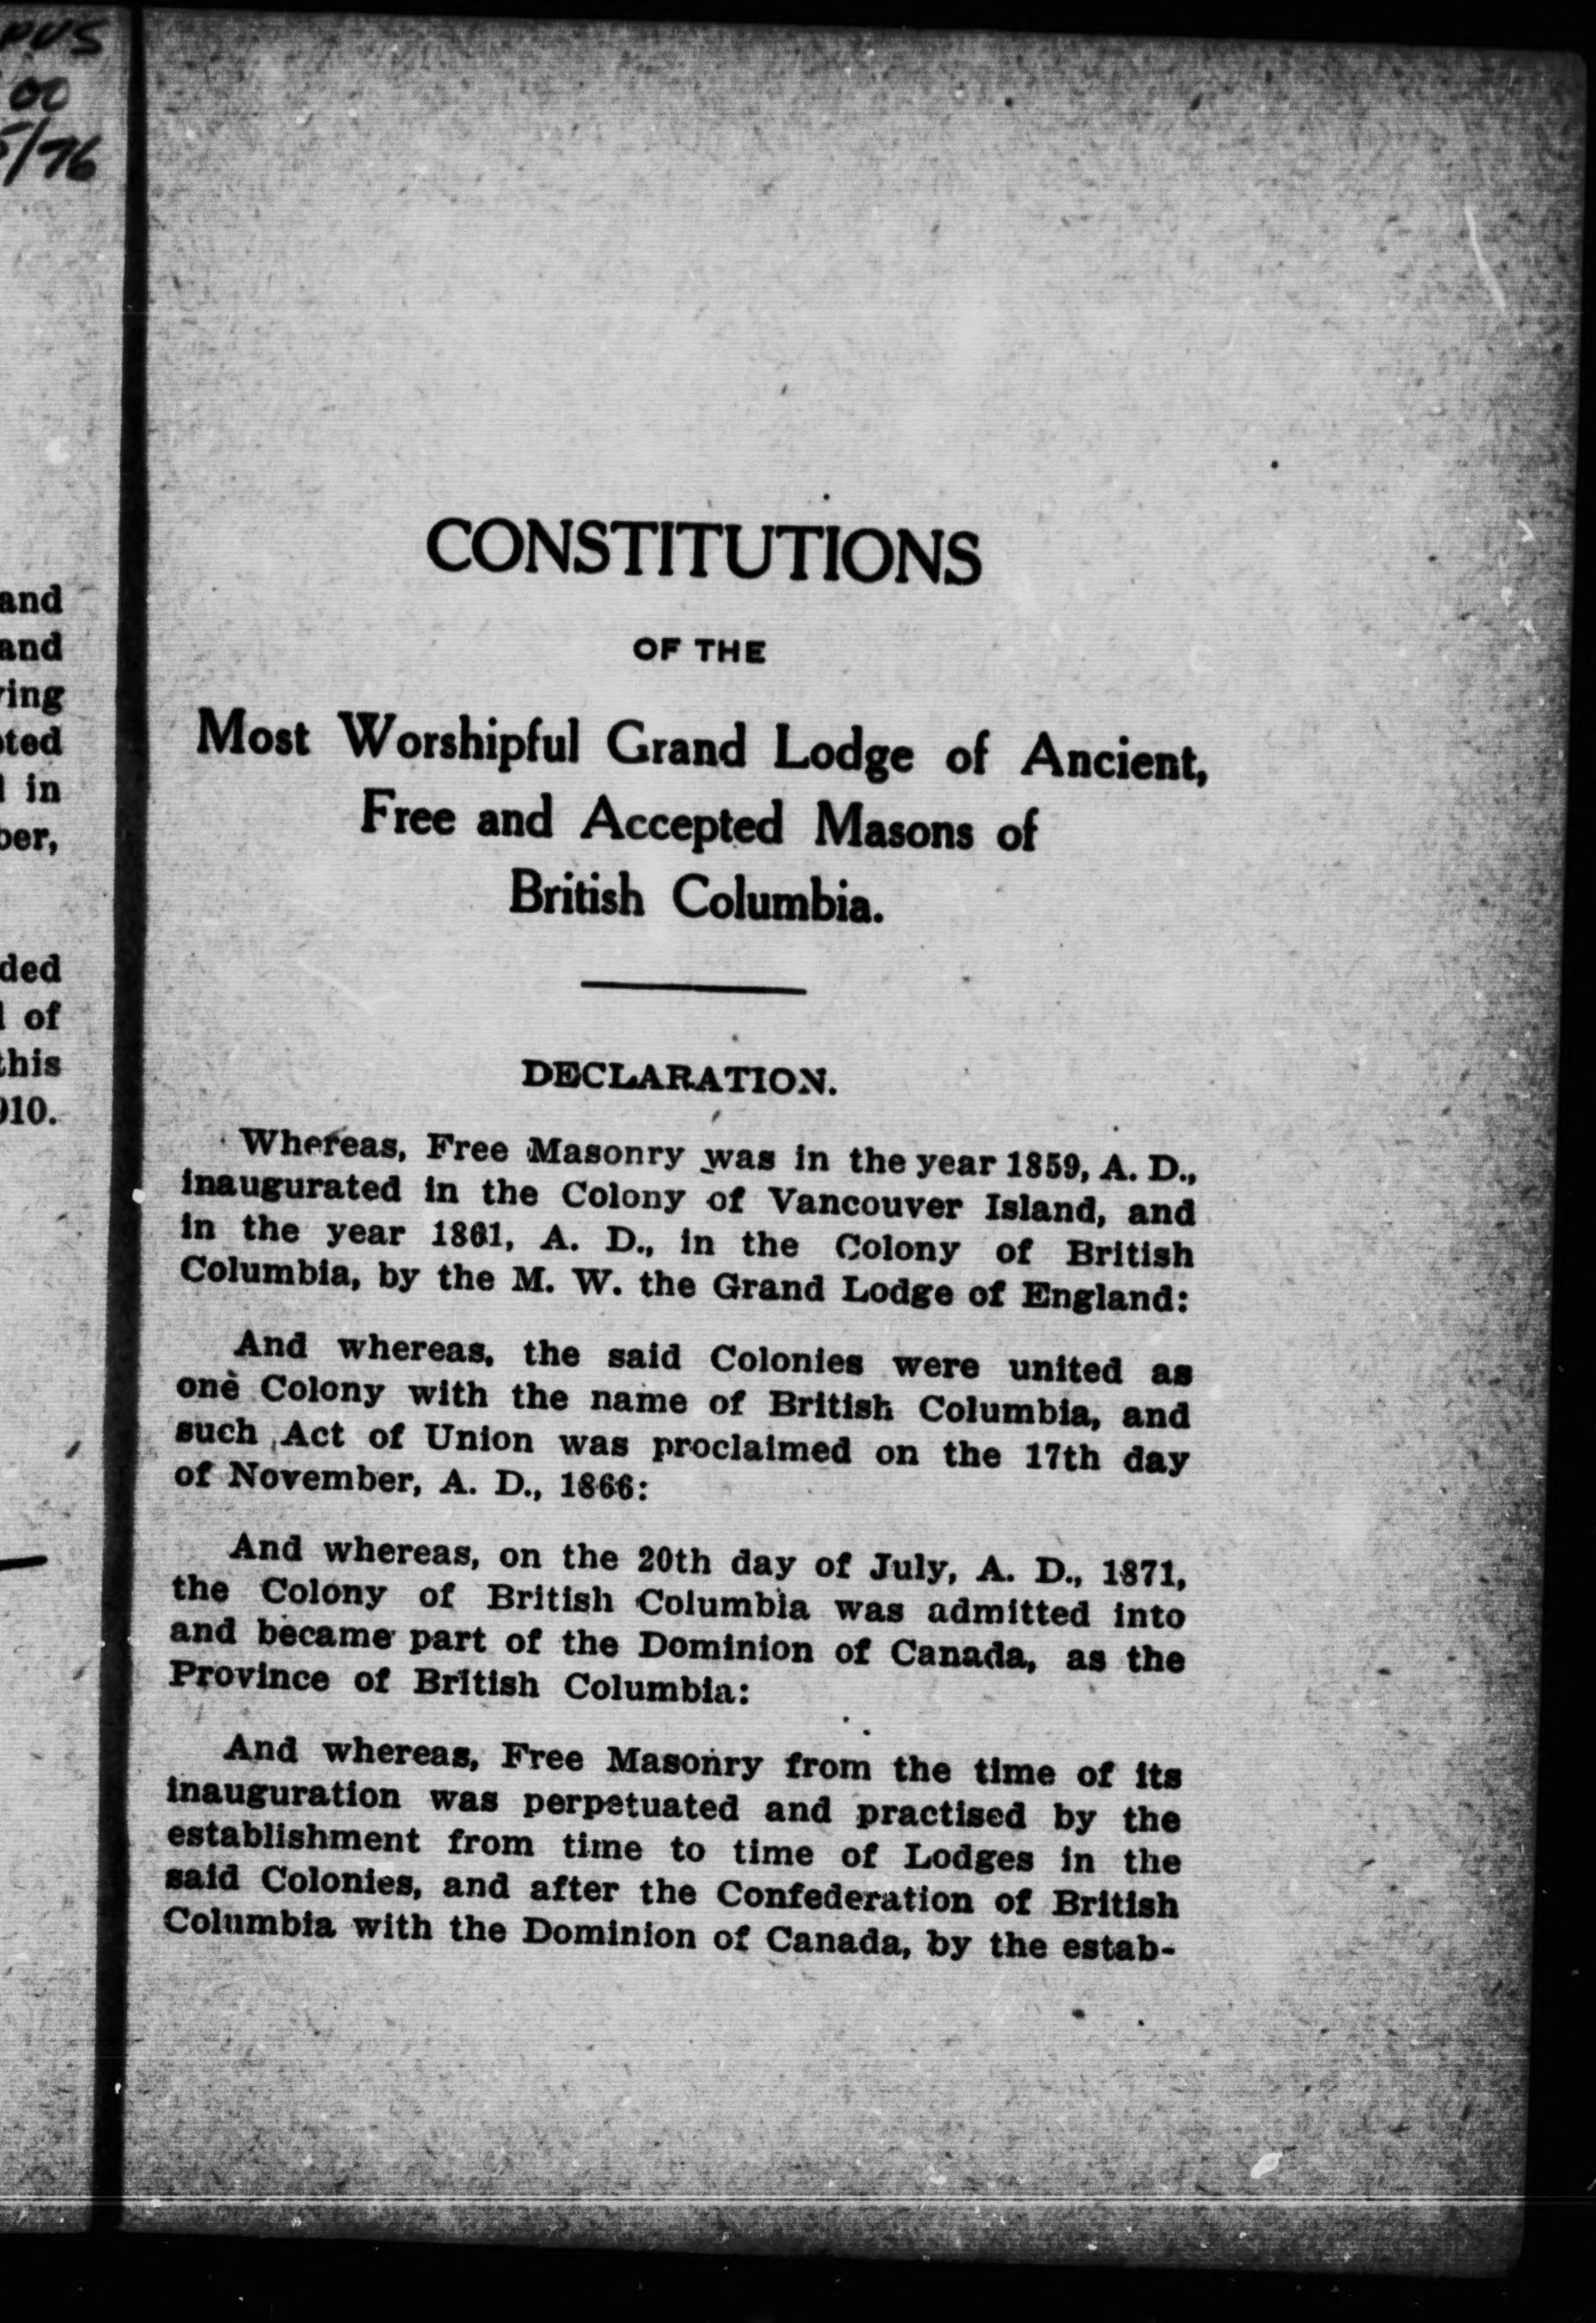 00
5/76
and
and
ted
in
ded
of
this
CONSTITUTIONS
OF THE
Most Worshipful Grand Lodge of Ancient,
Free and Accepted Masons of
British Columbia.
DECLARATION.
Whereas, Free Masonry was in the year 1859, A. D.,
inaugurated in the Colony of Vancouver Island, and
in the year 1861, A. D., in the Colony of British
Columbia, by the M. W. the Grand Lodge of England:
And whereas, the said Colonies were united as
one Colony with the name of British Columbia, and
such Act of Union was proclaimed on the 17th day
of November, A. D., 1866:
And whereas, on the 20th day of July, A. D., 1871,
the Colony of British Columbia was admitted into
and became part of the Dominion of Canada, as the
Province of British Columbia:
And whereas, Free Masonry from the time of its
inauguration was perpetuated and practised by the
establishment from time to time of Lodges in the
said Colonies, and after the Confederation of British
Columbia with the Dominion of Canada, by the estab-